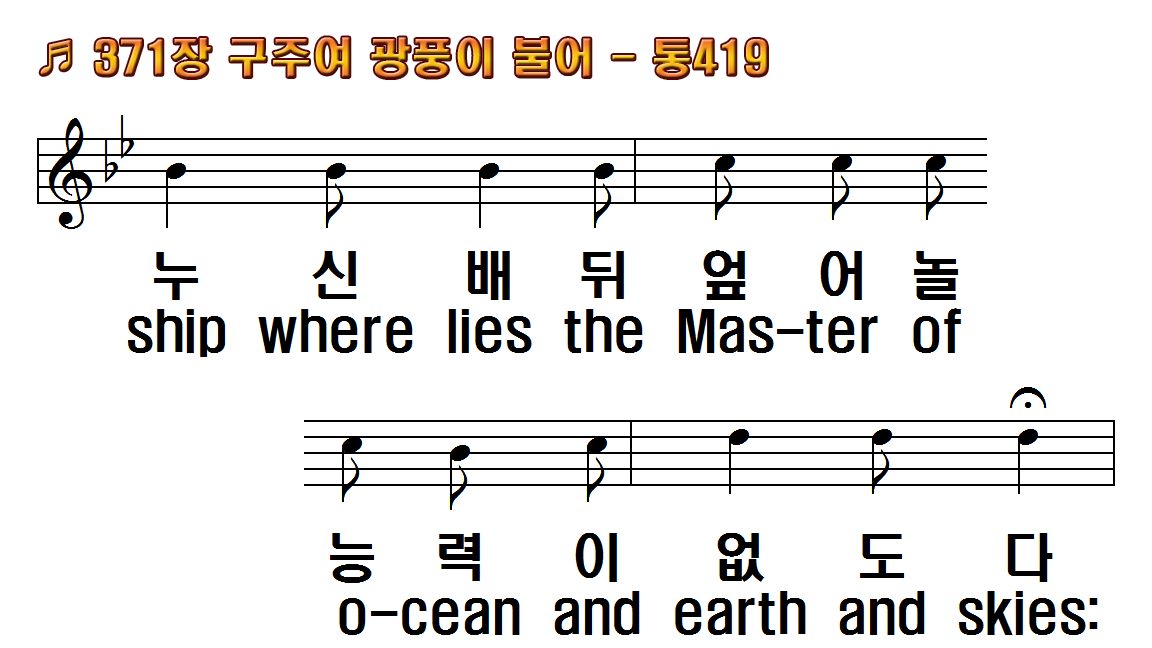 ♬ 371장 구주여 광풍이 불어 - 통419
누 신 배 뒤 엎 어 놀
ship where lies the Mas-ter of
능 력 이 없 도 다
o-cean and earth and skies: